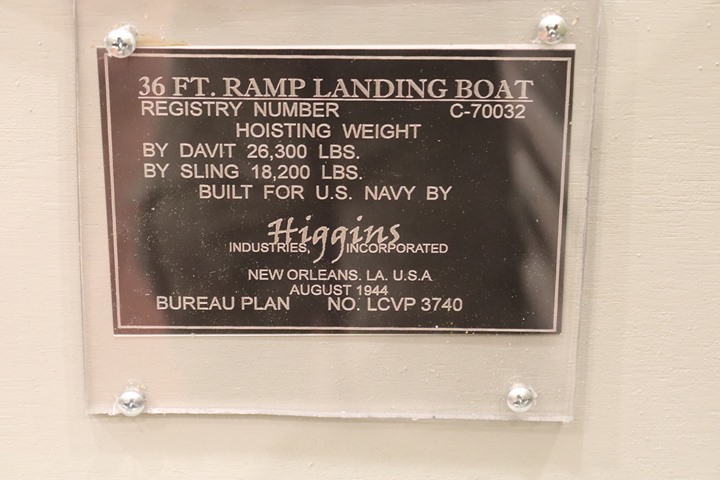 36 FT. RAMP LANDING BOAT
REGISTRY NUMBER C-70032
HOISTING WEIGHT
BY DAVIT 26,300 LBS.
BY SLING 18,200 LBS.
BUILT FOR U.S. NAVY BY
Higgins
INDUSTRIES, INCORPORATED
NEW ORLEANS. LA. U.S.A
AUGUST 1944
BUREAU PLAN NO. LCVP 3740